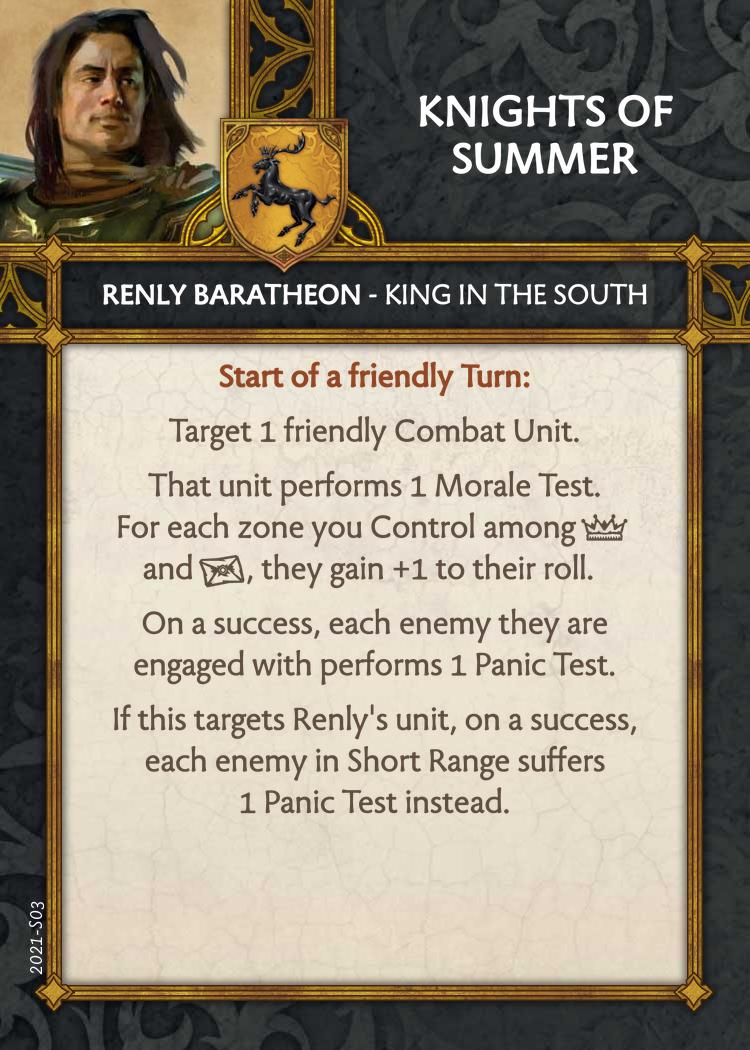 KNIGHTS OF
SUMMER
RENLY BARATHEON - KING IN THE SOUTH
Start of a friendly Turn:
Target 1 friendly Combat Unit.
That unit performs 1 Morale Test.
For each zone you Control among
and , they gain +1 to their roll.
On a success, each enemy they are
engaged with performs 1 Panic Test.
If this targets Renly's unit, on a success,
each enemy in Short Range suffers
1 Panic Test instead.
2021-S03